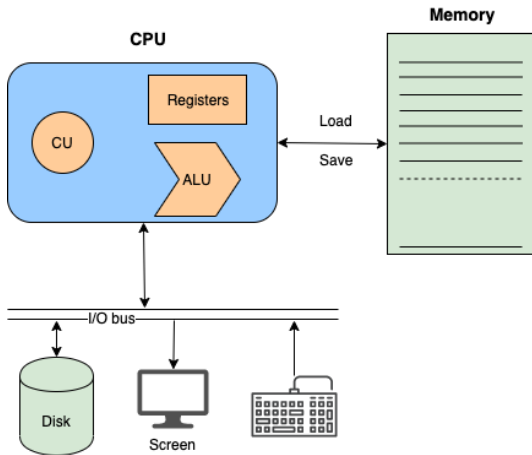 Memory
CPU
Registers
CU
ALU
Load
Save
I/O bus
Disk
Screen